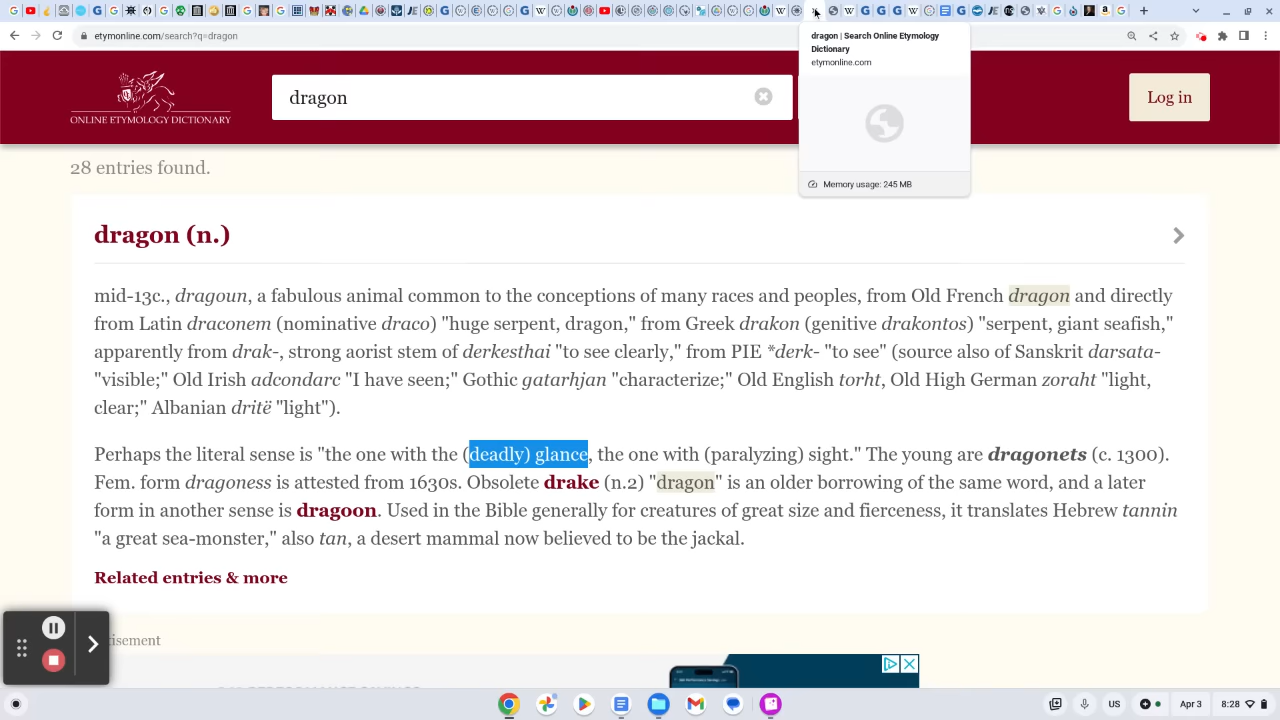 etymonline.com/search?q=dragon
dragon | Search Online Etymology
Dictionary
etymonline.com
Memory usage: 245 MB
ONLINE ETYMOLOGY DICTIONARY
dragon
Log in
28 entries found.
dragon (n.)
mid-13c., dragoun, a fabulous animal common to the conceptions of many races and peoples, from Old French dragon and directly
from Latin draconem (nominative draco) "huge serpent, dragon," from Greek drakon (genitive drakontos) "serpent, giant seafish,"
apparently from drak-, strong aorist stem of derkesthai "to see clearly," from PIE *derk- "to see" (source also of Sanskrit darsata-
"visible;" Old Irish adcondarc "I have seen;" Gothic gatarhjan "characterize;" Old English torht, Old High German zoraht "light,
clear;" Albanian dritë "light").
Perhaps the literal sense is "the one with the (deadly) glance, the one with (paralyzing) sight." The young are dragonets (c. 1300).
Fem. form dragoness is attested from 1630s. Obsolete drake (n.2) "dragon" is an older borrowing of the same word, and a later
form in another sense is dragoon. Used in the Bible generally for creatures of great size and fierceness, it translates Hebrew tannin
"a great sea-monster," also tan, a desert mammal now believed to be the jackal.
Related entries & more
tisement
US
Apr 3
8:28